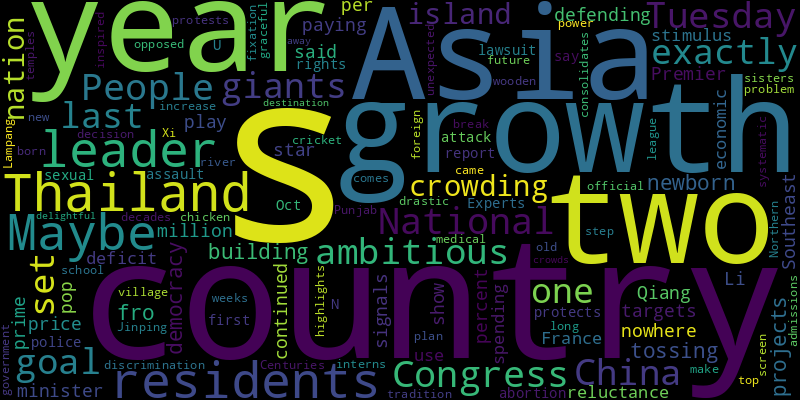 year
s
Asia
growth
two
country
nation
temples
inspired
protests
opposed
U
fixation
graceful
paying
said
rights
away
per
island
lawsuit
future
wooden
unexpected
defending
power
say
consolidates
Tuesday
stimulus
exactly
Premier
sisters
problem
People
giants
last
increase
destination
play
new
decision
Xi
leader
star
cricket
foreign
attack
break
report
league
economic
systematic
Lampang
born
river
sexual
assault
comes
came
crowding
drastic
Experts
official
newborn
Thailand
Oct
Punjab
National
delightful
decades
chicken
Maybe
million
medical
old
step
Northern
Southeast
deficit
building
ambitious
crowds
school
set
pop
democracy
continued
highlights
signals
show
percent
spending
one
Qiang
Li
projects
admissions
village
weeks
N
protects
targets
prime
fro
first
price
Jinping
plan
long
France
nowhere
police
use
tossing
screen
government
goal
discrimination
Centuries
interns
make
top
minister
residents
tradition
Congress
abortion
reluctance
China